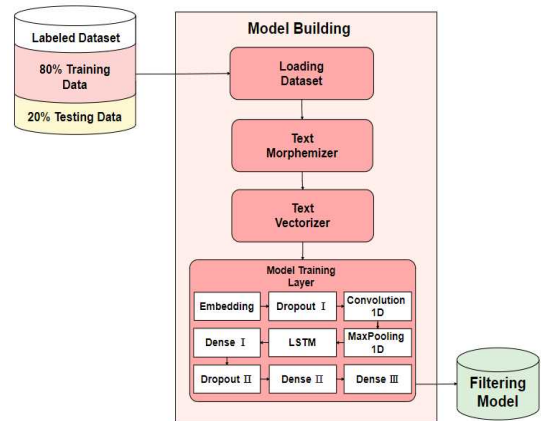 Labeled Dataset
80% Training
Data
20% Testing Data
Model Building
Loading
Dataset
Text
Morphemizer
Text
Vectorizer
Model Training
Layer
Embedding
Dropout Ⅰ
Convolution
1D
Dense Ⅰ
LSTM
MaxPooling
1D
Dropout Ⅱ
Dense Ⅱ
Dense Ⅲ
Filtering
Model